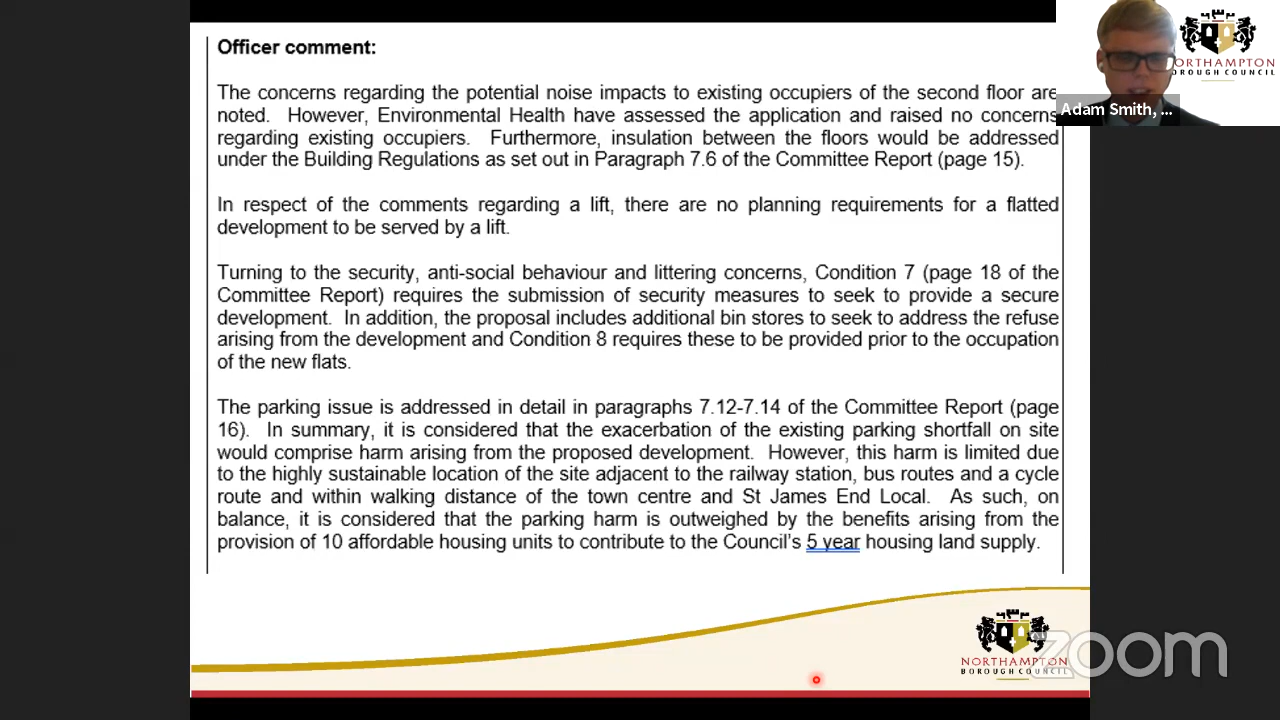 Officer comment:
The concerns regarding the potential noise impacts to existing occupiers of the second floor are
noted. However, Environmental Health have assessed the application and raised no concerns
regarding existing occupiers. Furthermore, insulation between the floors would be addressed
under the Building Regulations as set out in Paragraph 7.6 of the Committee Report (page 15).
In respect of the comments regarding a lift, there are no planning requirements for a flatted
development to be served by a lift.
Turning to the security, anti-social behaviour and littering concerns, Condition 7 (page 18 of the
Committee Report) requires the submission of security measures to seek to provide a secure
development. In addition, the proposal includes additional bin stores to seek to address the refuse
arising from the development and Condition 8 requires these to be provided prior to the occupation
of the new flats.
The parking issue is addressed in detail in paragraphs 7.12-7.14 of the Committee Report (page
16). In summary, it is considered that the exacerbation of the existing parking shortfall on site
would comprise harm arising from the proposed development. However, this harm is limited due
to the highly sustainable location of the site adjacent to the railway station, bus routes and a cycle
route and within walking distance of the town centre and St James End Local. As such, on
balance, it is considered that the parking harm is outweighed by the benefits arising from the
provision of 10 affordable housing units to contribute to the Council's 5 year housing land supply.
ORTHAMPTON
BOROUGH COUNCIL
Adam Smith, ...
NORTHAMPTON
BOROUGH COUNCIL
zoom